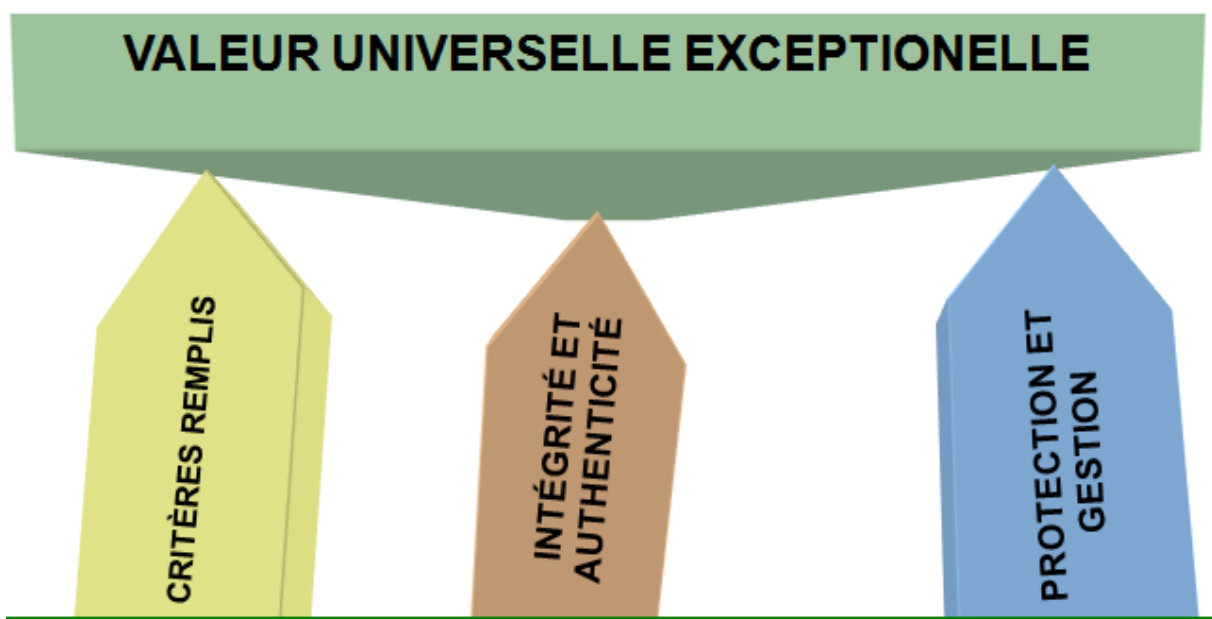 VALEUR UNIVERSELLE EXCEPTIONELLE
CRITÈRES REMPLIS
INTÉGRITÉ ET
AUTHENTICITÉ
PROTECTION ET
GESTION